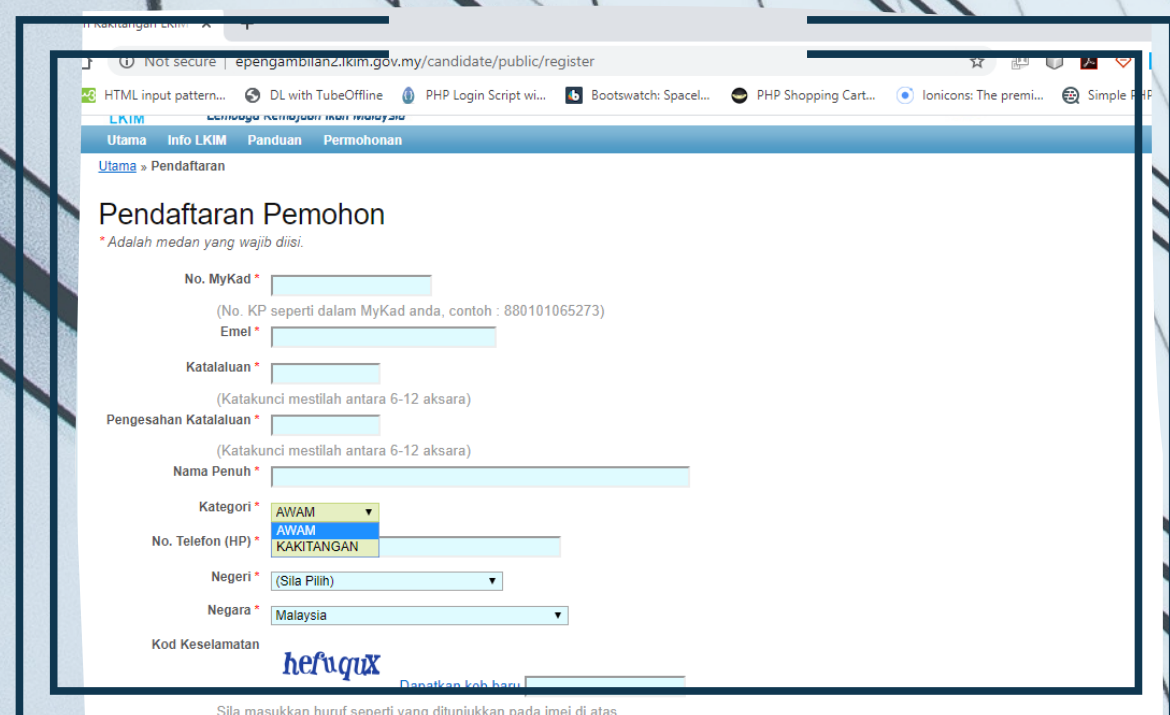 Kakitangan LKIM
Not secure | epengambilan2.lkim.gov.my/candidate/public/register
HTML input pattern... DL with TubeOffline PHP Login Script wi... Bootswatch: Spacel... PHP Shopping Cart... Ionicons: The premi... Simple PHP
LKIM Lembaga Kemajuan Ikan Malaysia
Utama Info LKIM Panduan Permohonan
Utama » Pendaftaran
Pendaftaran Pemohon
* Adalah medan yang wajib diisi.
No. MyKad *
(No. KP seperti dalam MyKad anda, contoh : 880101065273)
Emel *
Katalaluan *
(Katakunci mestilah antara 6-12 aksara)
Pengesahan Katalaluan *
(Katakunci mestilah antara 6-12 aksara)
Nama Penuh *
Kategori * AWAM
AWAM
No. Telefon (HP) * KAKITANGAN
Negeri * (Sila Pilih)
Negara * Malaysia
Kod Keselamatan
hefuqux
Dapatkan kob baru
Sila masukkan huruf seperti yang ditunjukkan pada imej di atas